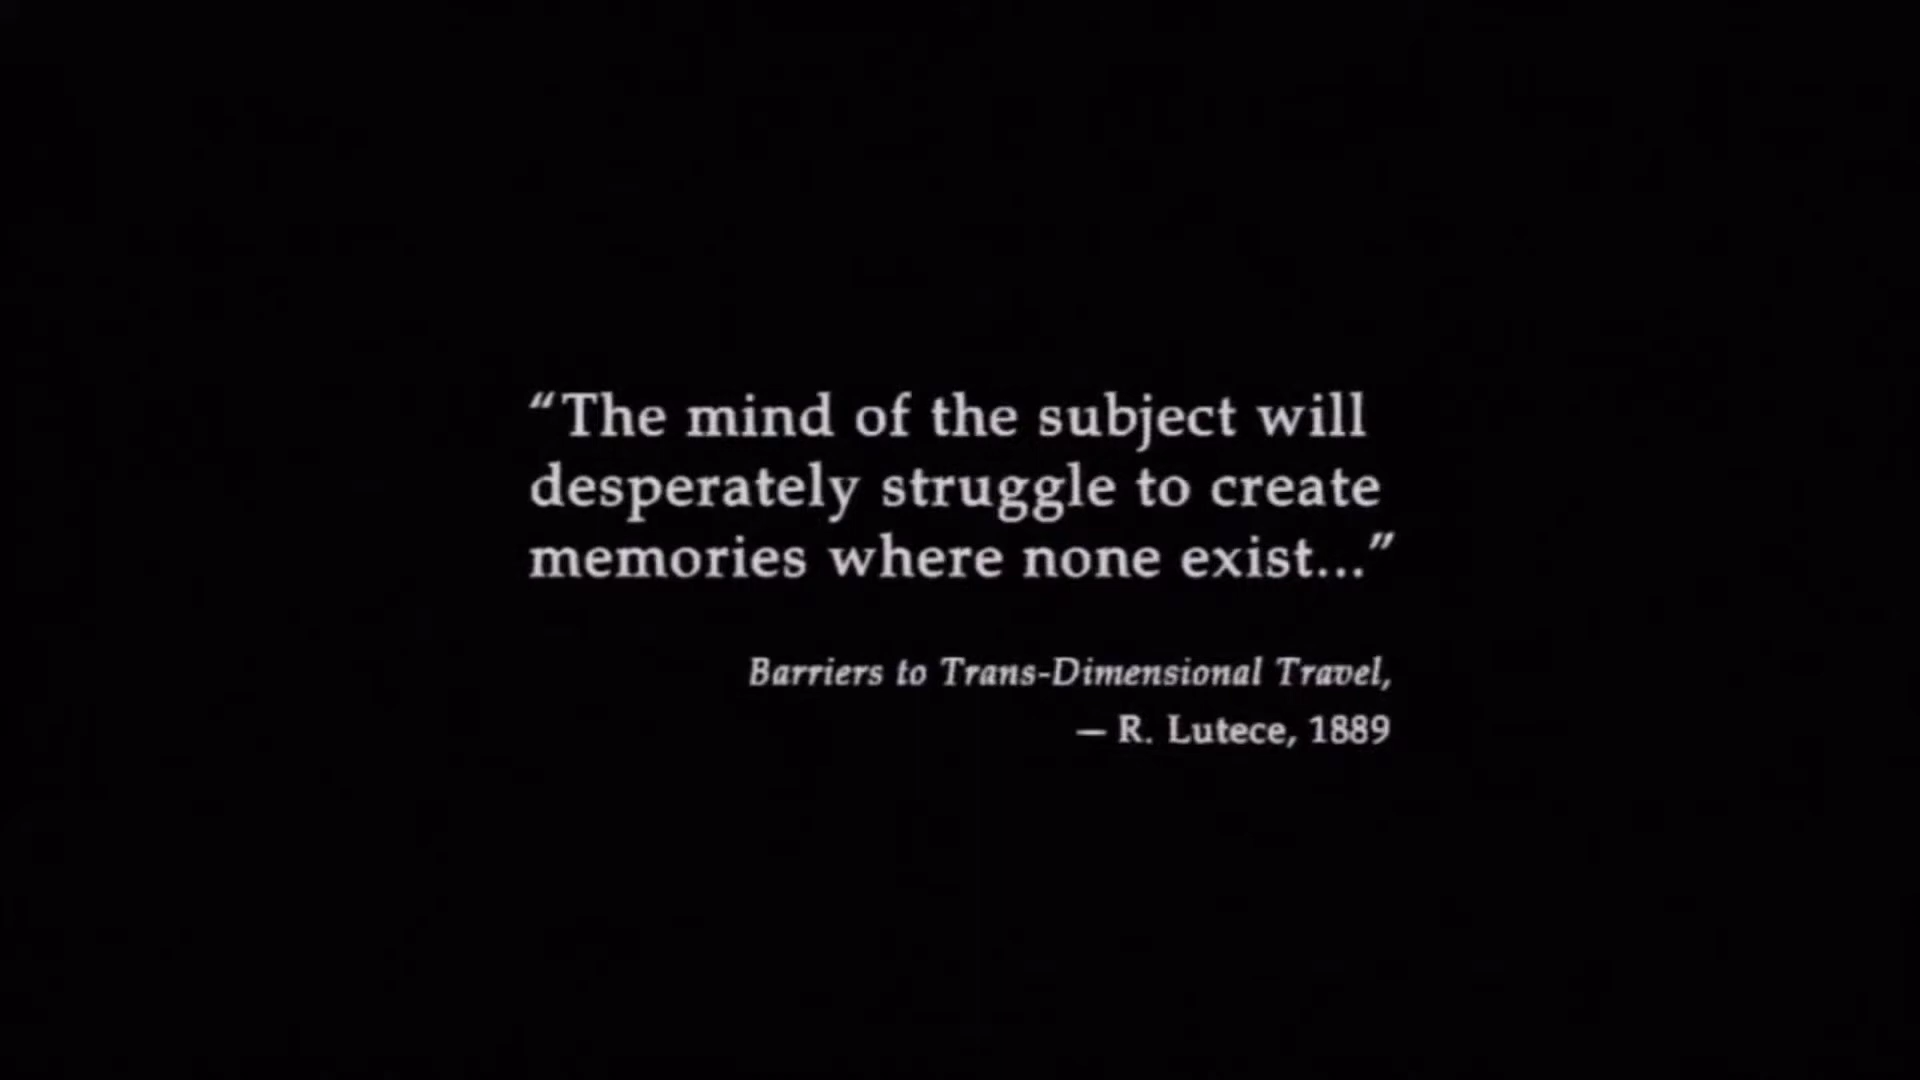 “The mind of the subject will
desperately struggle to create
memories where none exist...”
Barriers to Trans-Dimensional Travel,
— R. Lutece, 1889